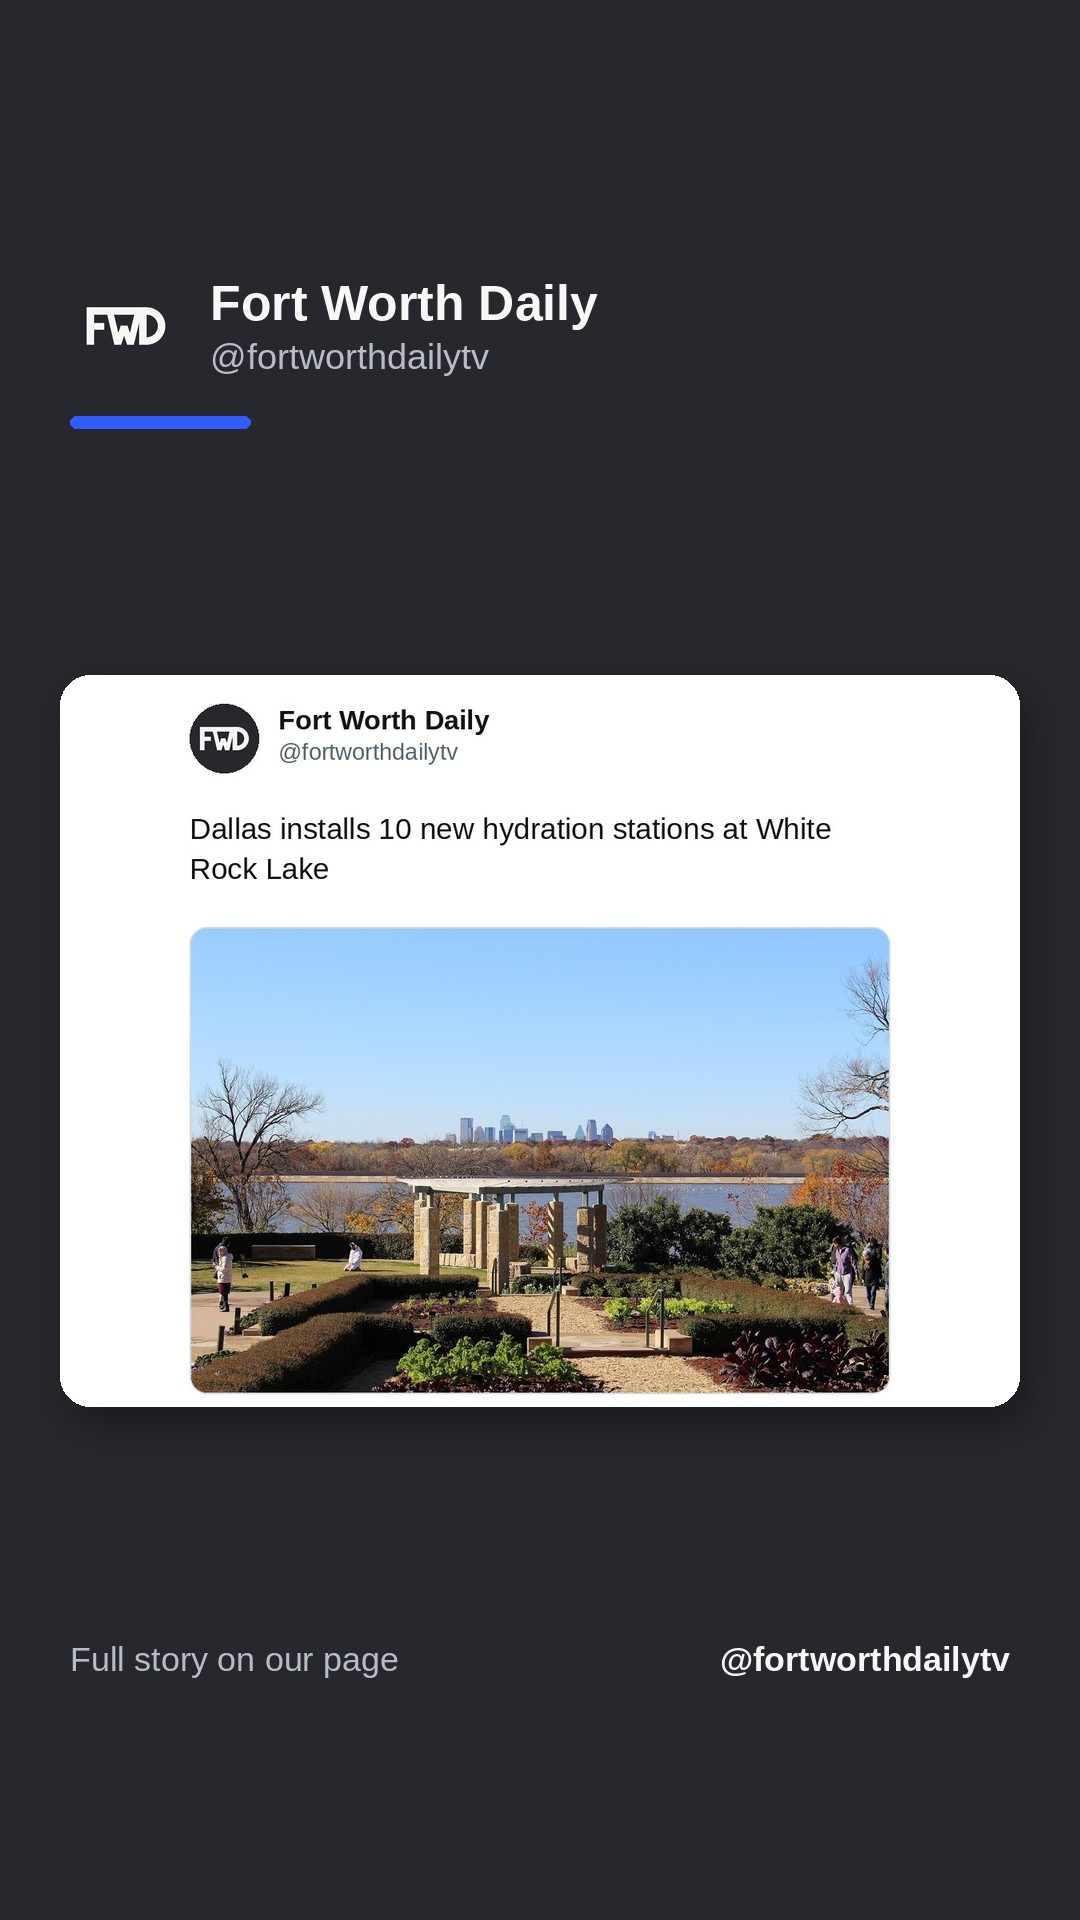 FWD
Fort Worth Daily
@fortworthdailytv
FWD
Fort Worth Daily
@fortworthdailytv
Dallas installs 10 new hydration stations at White
Rock Lake
Full story on our page
@fortworthdailytv